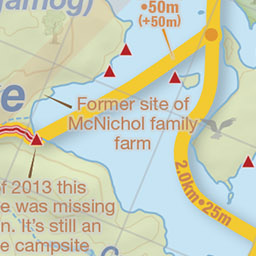 •50m
(+50m)
Former site of
McNichol family
farm
2.0km•25m
of 2013 this
was missing
It's still an
campsite